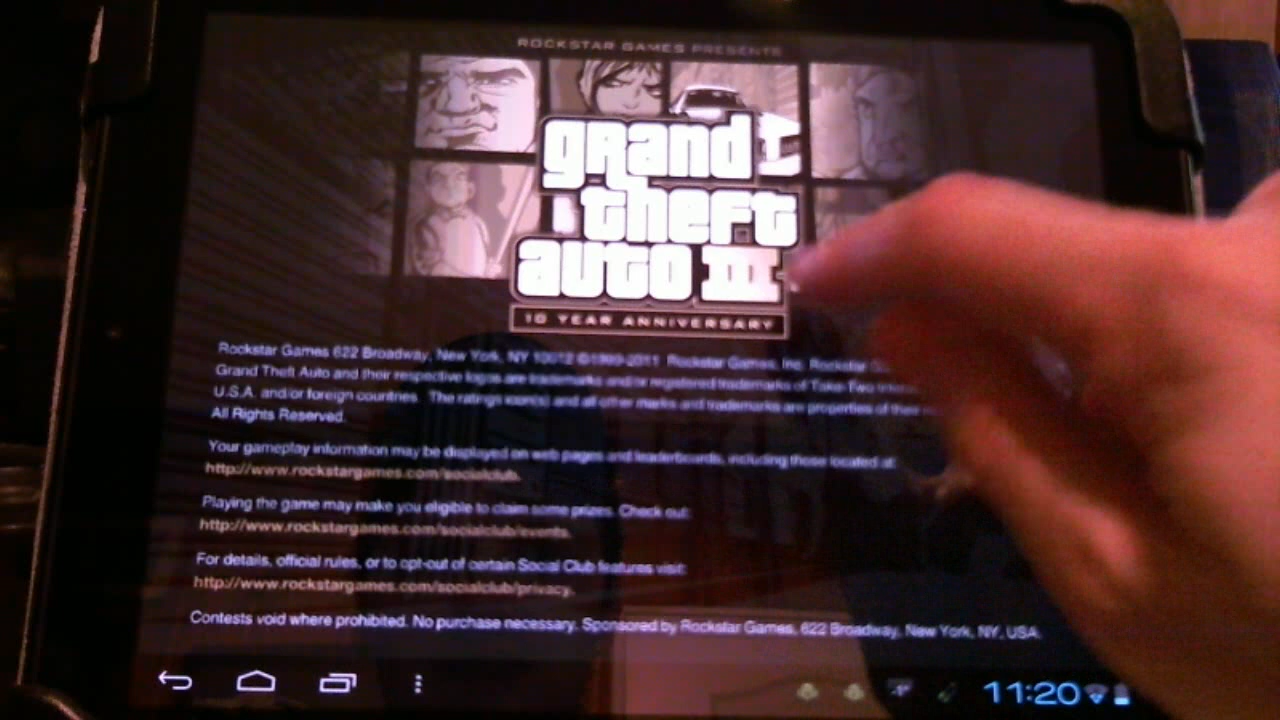 ROCKSTAR GAMES PRESENTS
grand
theft
auto III
10 YEAR ANNIVERSARY
Rockstar Games 622 Broadway, New York, NY 10012 ©1999-2011 Rockstar Games, Inc. Rockstar
Grand Theft Auto and their respective logos are trademarks and/or registered trademarks of Take-Two
U.S.A. and/or foreign countries. The ratings icon(s) and all other marks and trademarks are properties of their
All Rights Reserved.
Your gameplay information may be displayed on web pages and leaderboards, including those located at:
http://www.rockstargames.com/socialclub.
Playing the game may make you eligible to claim some prizes. Check out:
http://www.rockstargames.com/socialclub/events.
For details, official rules, or to opt-out of certain Social Club features visit:
http://www.rockstargames.com/socialclub/privacy.
Contests void where prohibited. No purchase necessary. Sponsored by Rockstar Games, 622 Broadway, New York, NY, USA.
11:20